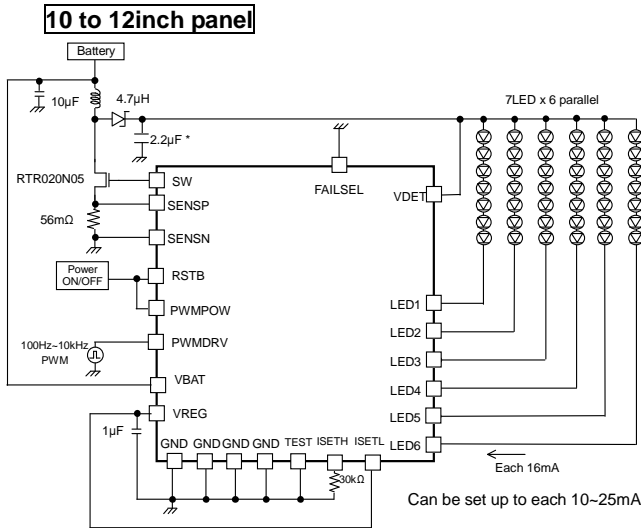 10 to 12inch panel
Battery
10µF
4.7µH
2.2µF *
7LED x 6 parallel
RTR020N05
SW
FAILSEL
VDET
SENSP
56mΩ
SENSN
Power
ON/OFF
RSTB
PWMPOW
LED1
LED2
100Hz~10kHz
PWM
PWMDRV
LED3
VBAT
LED4
VREG
LED5
1µF
GND GND GND GND TEST ISETH ISETL
LED6
30kΩ
Each 16mA
Can be set up to each 10~25mA